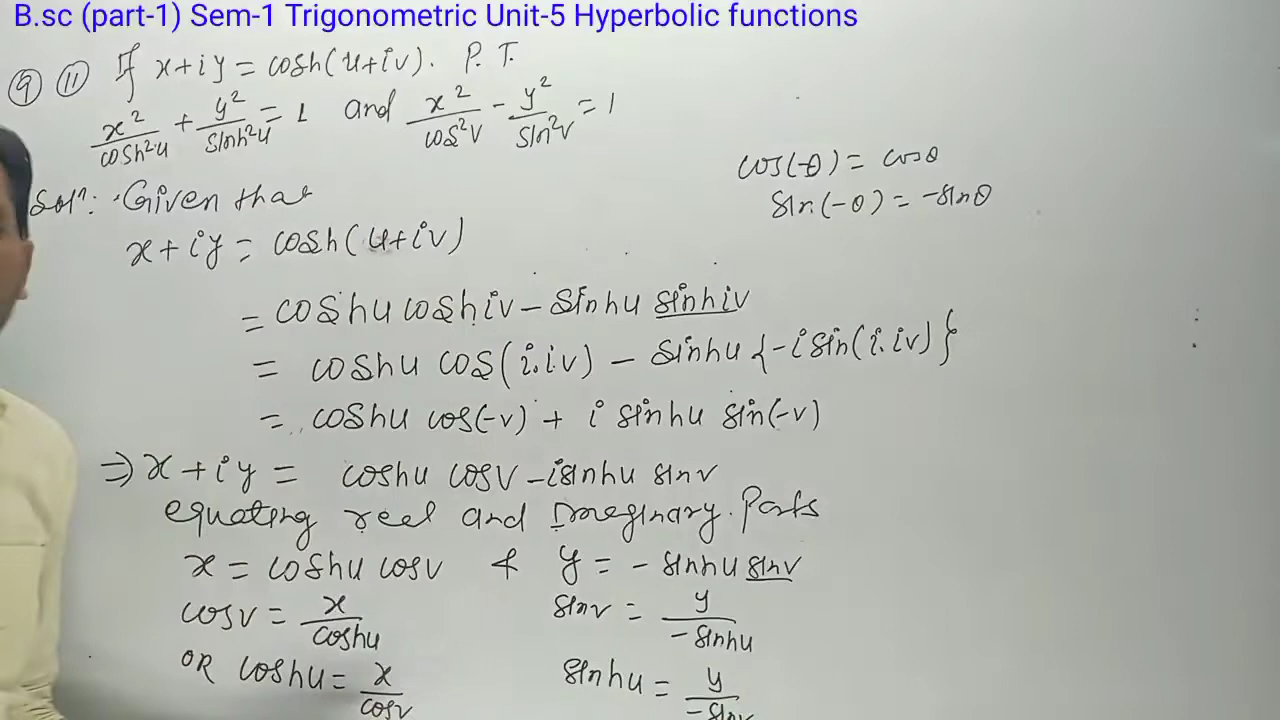 B.sc (part-1) Sem-1 Trigonometric Unit-5 Hyperbolic functions
⑨ ⑪ If x+iy = cosh(u+iv). P.T.
x²/cosh²u + y²/sinh²u = 1 and x²/cos²v - y²/sin²v = 1
cos(-θ) = cosθ
Solⁿ: Given that
sin(-θ) = -sinθ
x+iy = cosh(u+iv)
= coshu coshiv - sinhu sinhiv
= coshu cos(i.iv) - sinhu {-i sin(i.iv)}
= coshu cos(-v) + i sinhu sin(-v)
⇒ x+iy = coshu cosv - isinhu sinv
equating reel and Imaginary Parts
x = coshu cosv & y = - sinhu sinv
cosv = x/coshu sinv = y/-sinhu
OR coshu = x/cosv sinhu = y/-sinv